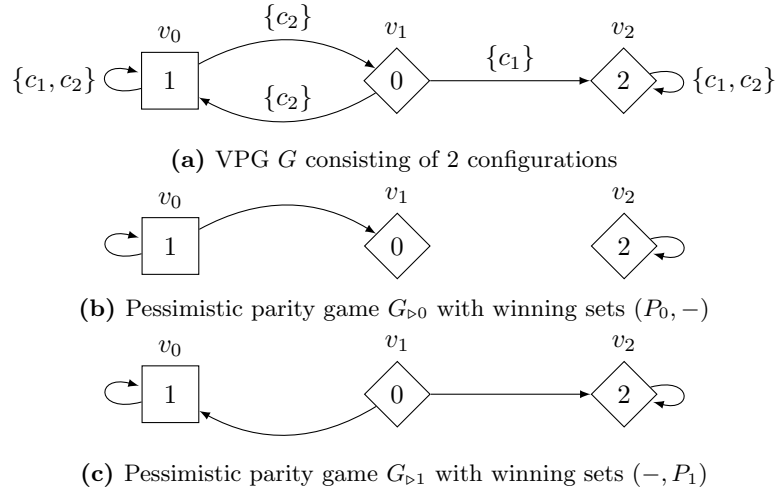 {c₂}
v₀ v₁ v₂
{c₁, c₂} 1 0 {c₁} 2 {c₁, c₂}
{c₂}
(a) VPG G consisting of 2 configurations
v₀ v₁ v₂
1 0 2
(b) Pessimistic parity game G▹₀ with winning sets (P₀, −)
v₀ v₁ v₂
1 0 2
(c) Pessimistic parity game G▹₁ with winning sets (−, P₁)